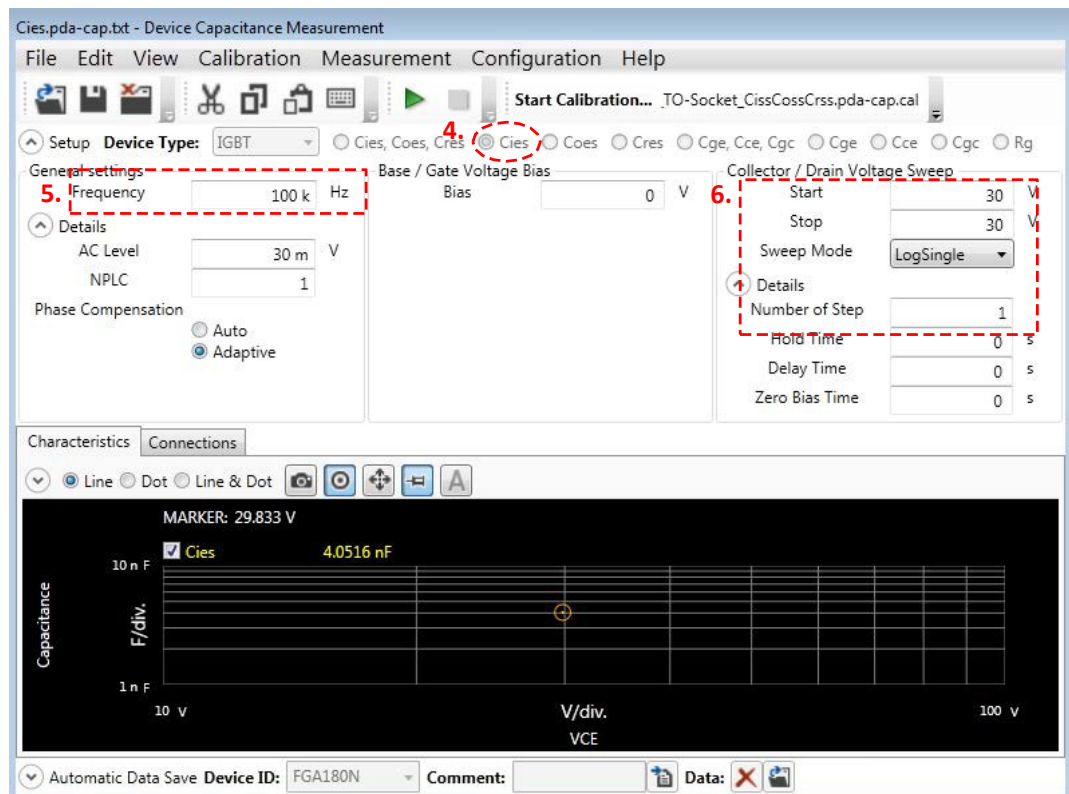 Cies.pda-cap.txt - Device Capacitance Measurement
File Edit View Calibration Measurement Configuration Help
Start Calibration... _TO-Socket_CissCossCrss.pda-cap.cal
Setup Device Type: IGBT Cies, Coes, Cres 4. Cies Coes Cres Cge, Cce, Cgc Cge Cce Cgc Rg
General settings Base / Gate Voltage Bias Collector / Drain Voltage Sweep
5. Frequency 100 k Hz Bias 0 V 6. Start 30 V
Details Stop 30 V
AC Level 30 m V Sweep Mode LogSingle
NPLC 1 Details
Phase Compensation Number of Step 1
Auto
Adaptive Hold Time 0 s
Delay Time 0 s
Zero Bias Time 0 s
Characteristics Connections
Line Dot Line & Dot A
MARKER: 29.833 V
Cies 4.0516 nF
10 n F
Capacitance
F/div.
1 n F
10 V V/div. 100 V
VCE
Automatic Data Save Device ID: FGA180N Comment: Data: